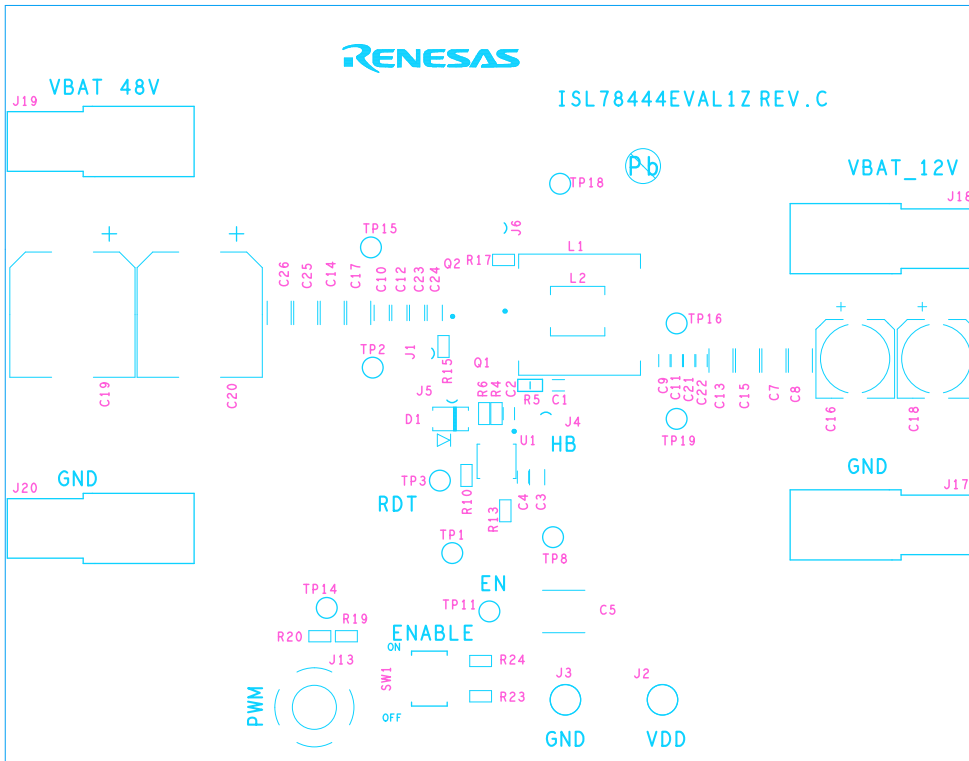 RENESAS
VBAT 48V
J19
ISL78444EVAL1Z REV.C
Pb
VBAT_12V
TP18
J18
TP15
J6
L1
Q2
R17
L2
C26
C25
C14
C17
C10
C12
C23
C24
TP16
J1
TP2
R15
Q1
C19
C20
J5
R6
R4
C2
R5
C1
C9
C11
C21
C22
C13
C15
C7
C8
C16
C18
D1
J4
U1
HB
TP19
GND
J20
TP3
R10
C4
C3
GND
J17
RDT
R13
TP1
TP8
EN
TP14
TP11
C5
R19
R20
ENABLE
ON
J13
SW1
R24
R23
J3
J2
PWM
OFF
GND
VDD